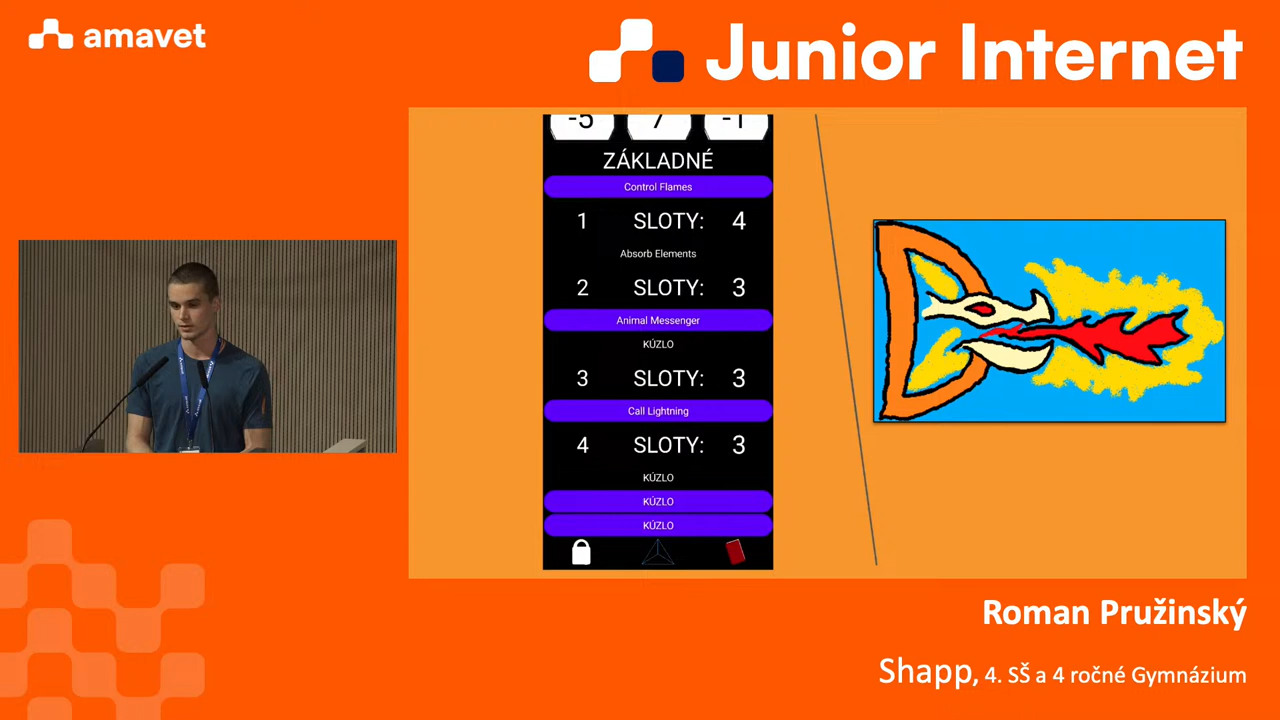 amavet
Junior Internet
-5 7 -1
ZÁKLADNÉ
Control Flames
1 SLOTY: 4
Absorb Elements
2 SLOTY: 3
Animal Messenger
KÚZLO
3 SLOTY: 3
Call Lightning
4 SLOTY: 3
KÚZLO
KÚZLO
KÚZLO
Roman Pružinský
Shapp, 4. SŠ a 4 ročné Gymnázium